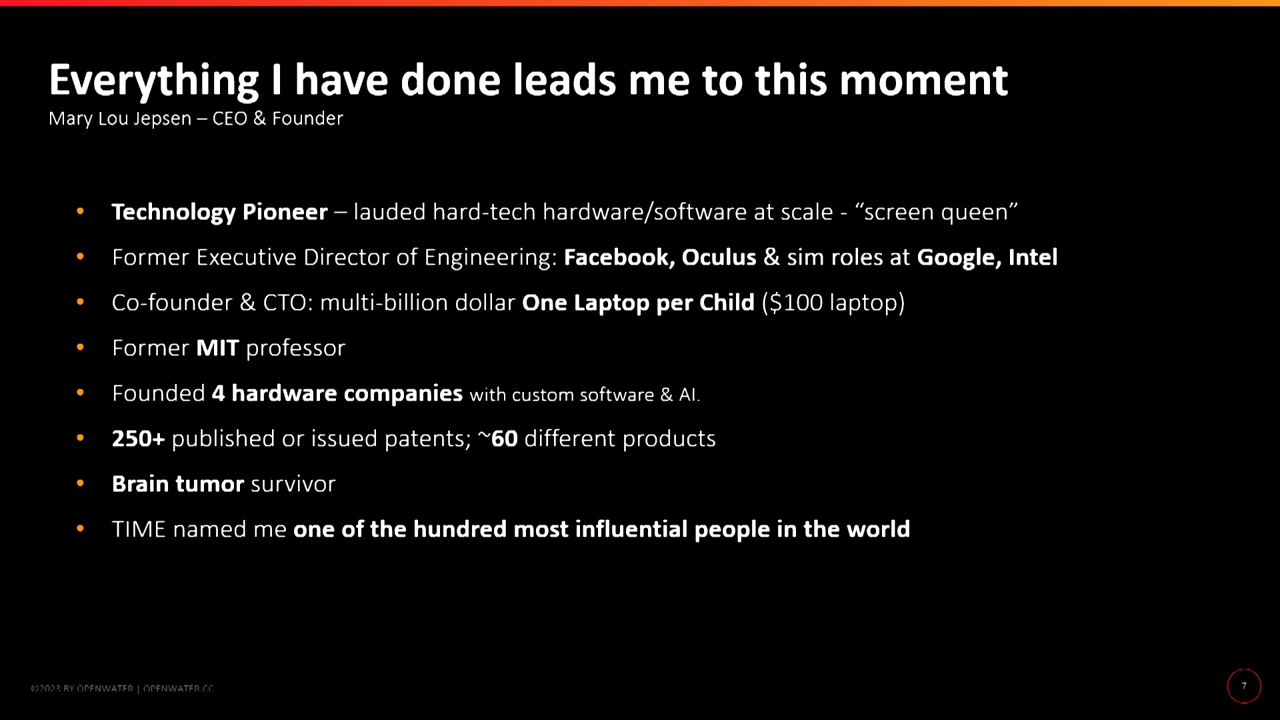 Everything I have done leads me to this moment
Mary Lou Jepsen – CEO & Founder
• Technology Pioneer – lauded hard-tech hardware/software at scale - “screen queen”
• Former Executive Director of Engineering: Facebook, Oculus & sim roles at Google, Intel
• Co-founder & CTO: multi-billion dollar One Laptop per Child ($100 laptop)
• Former MIT professor
• Founded 4 hardware companies with custom software & AI.
• 250+ published or issued patents; ~60 different products
• Brain tumor survivor
• TIME named me one of the hundred most influential people in the world
©2023 BY OPENWATER | OPENWATER.CC
7